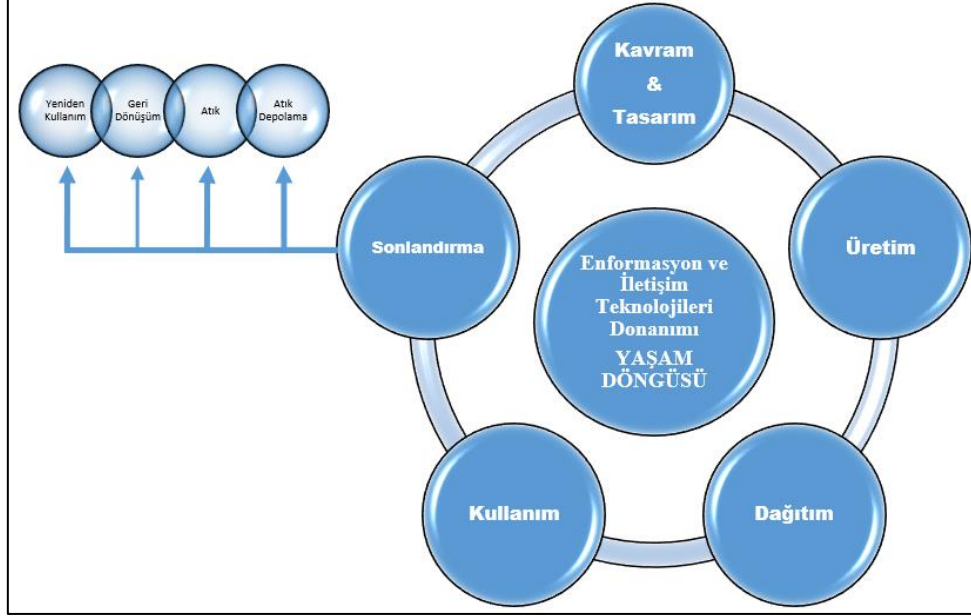 Kavram
&
Tasarım
Yeniden
Kullanım
Geri
Dönüşüm
Atık
Atık
Depolama
Sonlandırma
Üretim
Enformasyon ve
İletişim
Teknolojileri
Donanımı
YAŞAM
DÖNGÜSÜ
Kullanım
Dağıtım